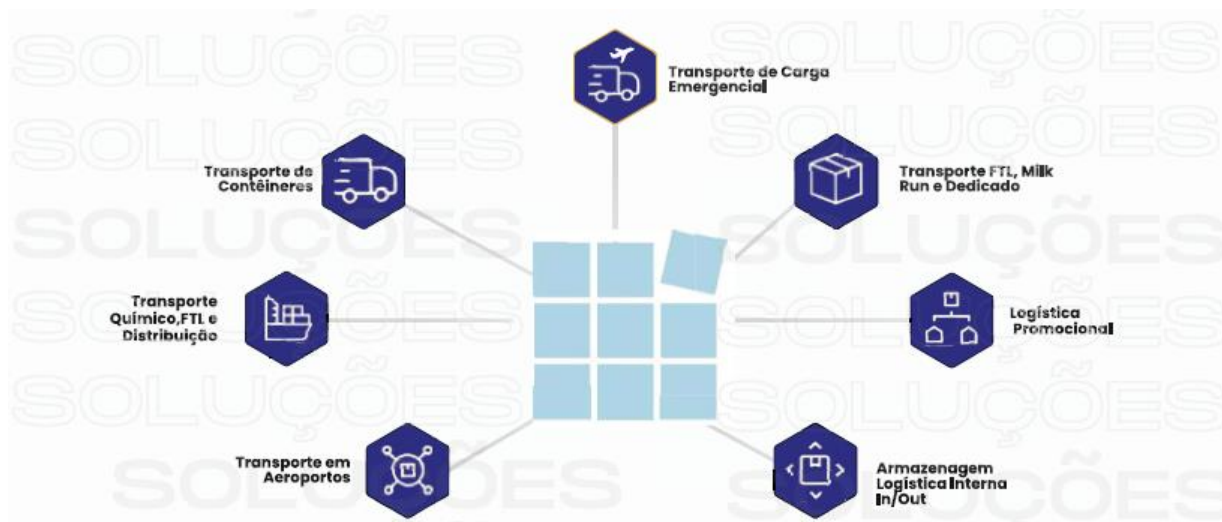 SOLUÇÕES
SOLUÇÕES
SOLUÇÕES
SOLUÇÕES
SOLUÇÕES
SOLUÇÕES
SOLUÇÕES
SOLUÇÕES
SOLUÇÕES
SOLUÇÕES
Transporte de Carga
Emergencial
Transporte de
Contêineres
Transporte FTL, Milk
Run e Dedicado
Transporte
Químico,FTL e
Distribuição
Logística
Promocional
Transporte em
Aeroportos
Armazenagem
Logística Interna
In/Out